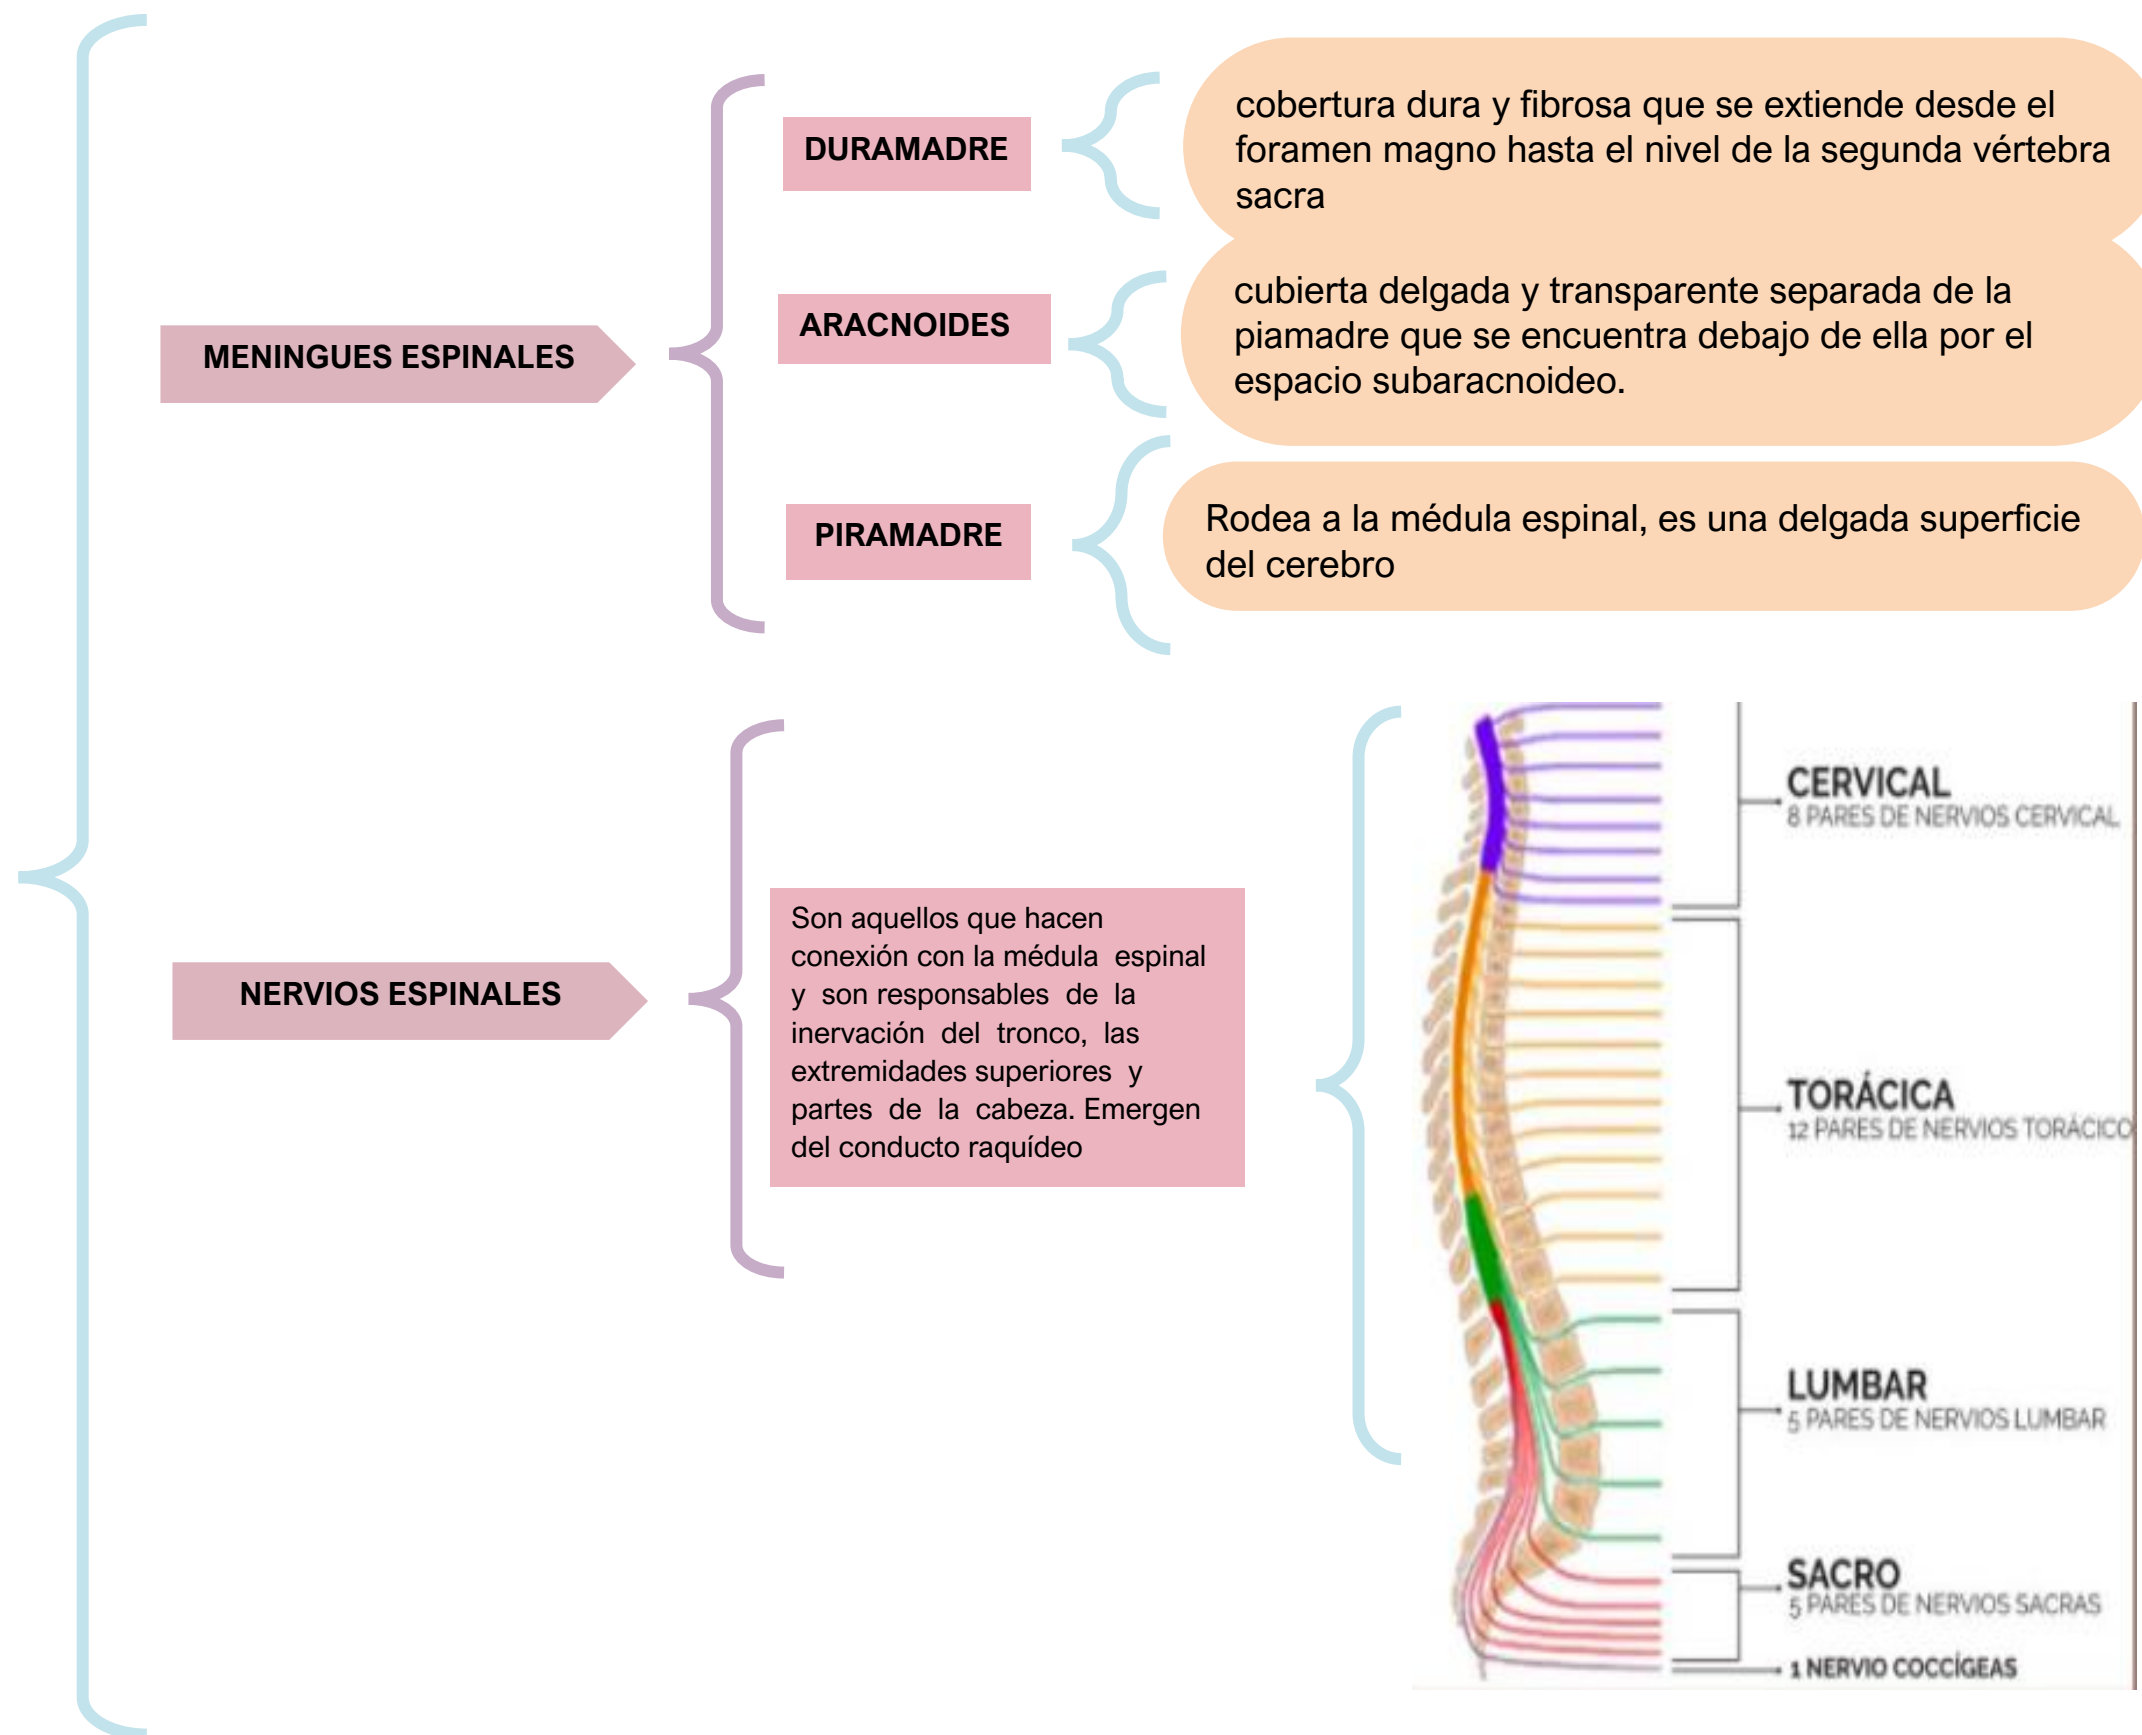 DURAMADRE
cobertura dura y fibrosa que se extiende desde el
foramen magno hasta el nivel de la segunda vértebra
sacra
MENINGUES ESPINALES
ARACNOIDES
cubierta delgada y transparente separada de la
piamadre que se encuentra debajo de ella por el
espacio subaracnoideo.
PIRAMADRE
Rodea a la médula espinal, es una delgada superficie
del cerebro
NERVIOS ESPINALES
Son aquellos que hacen
conexión con la médula espinal
y son responsables de la
inervación del tronco, las
extremidades superiores y
partes de la cabeza. Emergen
del conducto raquídeo
CERVICAL
8 PARES DE NERVIOS CERVICAL
TORÁCICA
12 PARES DE NERVIOS TORÁCICO
LUMBAR
5 PARES DE NERVIOS LUMBAR
SACRO
5 PARES DE NERVIOS SACRAS
1 NERVIO COCCÍGEAS